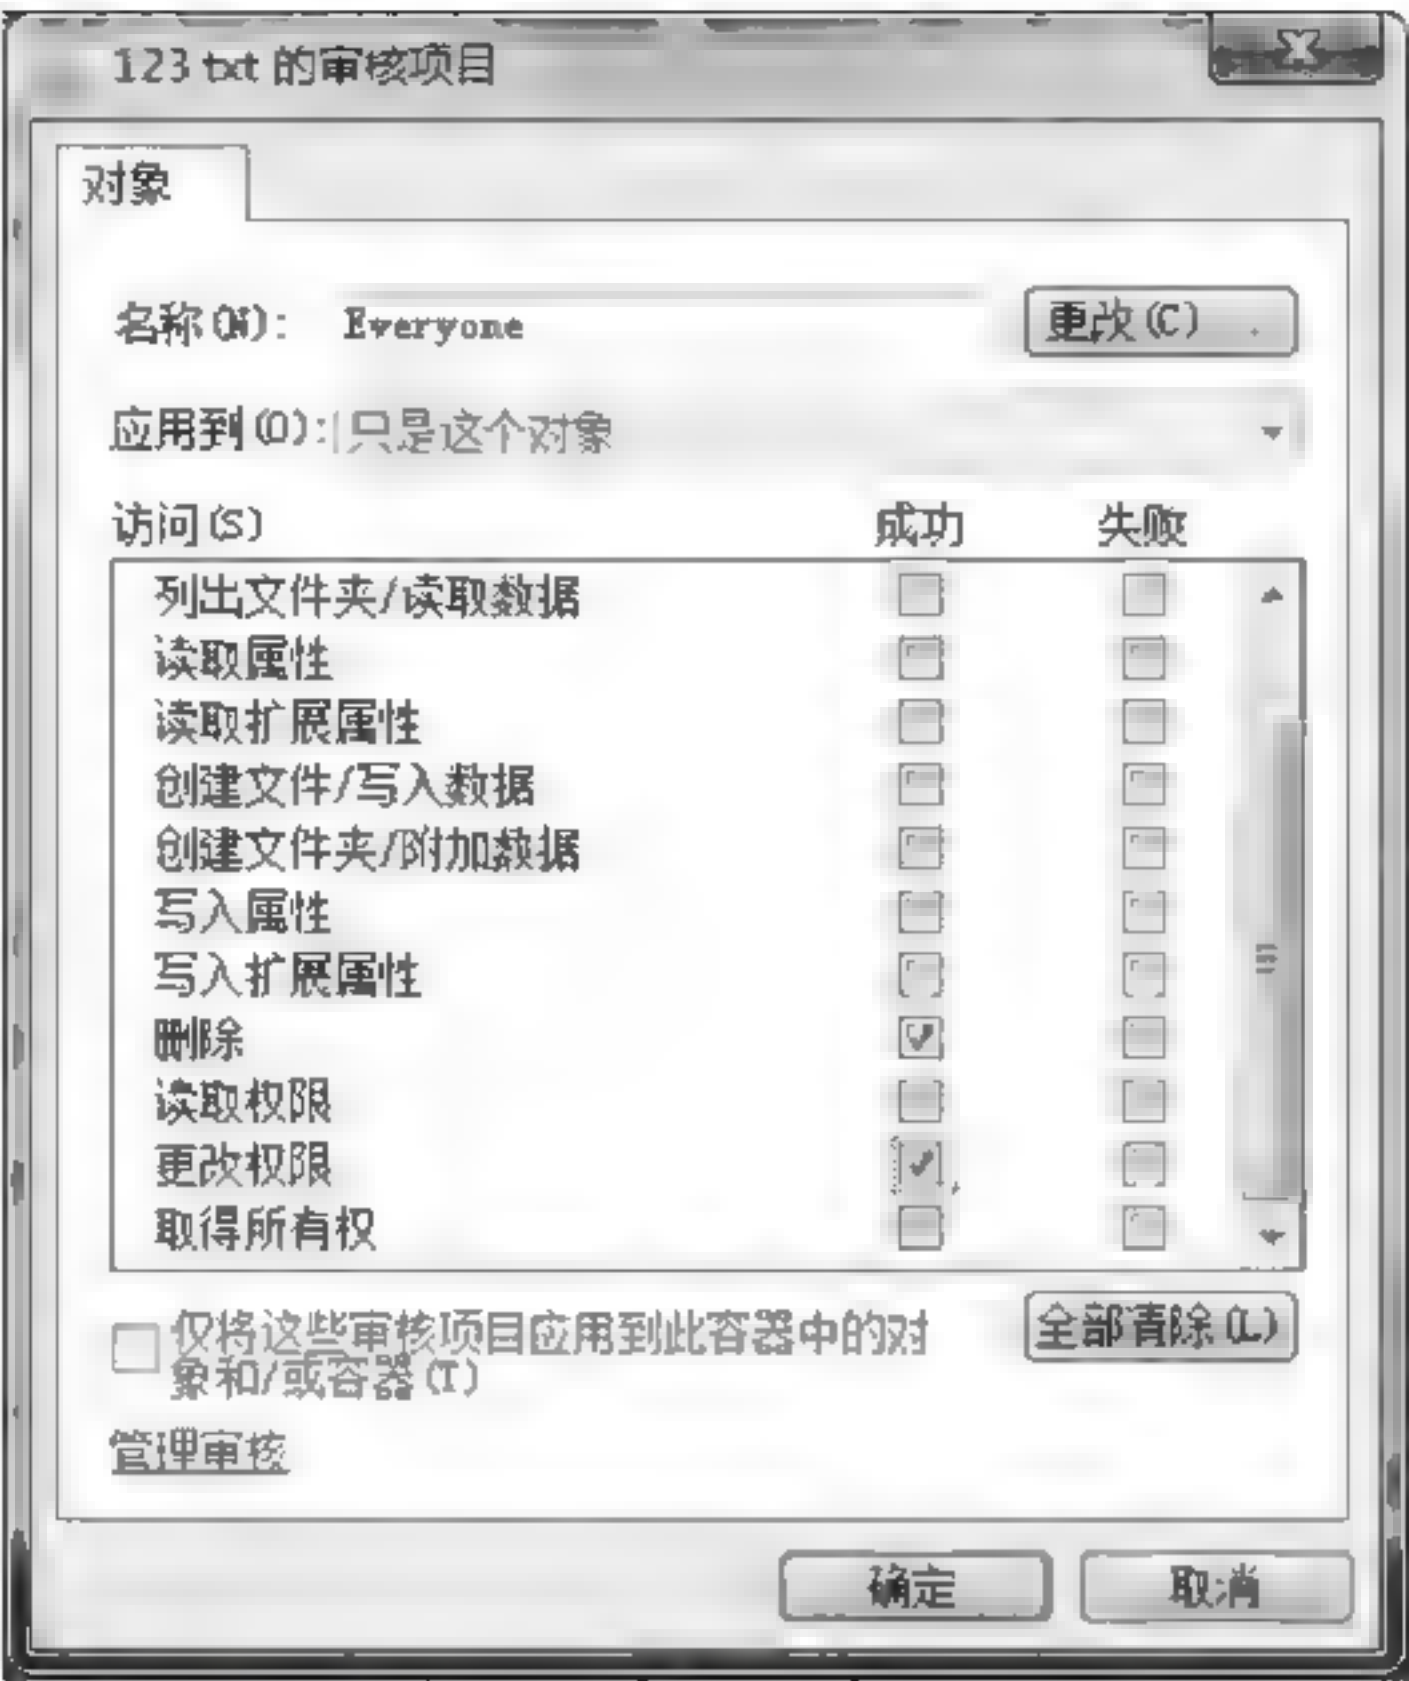 123 txt 的审核项目
对象
名称(N): Everyone 更改(C)
应用到(O): 只是这个对象
访问(S) 成功 失败
列出文件夹/读取数据
读取属性
读取扩展属性
创建文件/写入数据
创建文件夹/附加数据
写入属性
写入扩展属性
删除
读取权限
更改权限
取得所有权
仅将这些审核项目应用到此容器中的对
象和/或容器(T)
全部清除(L)
管理审核
确定 取消